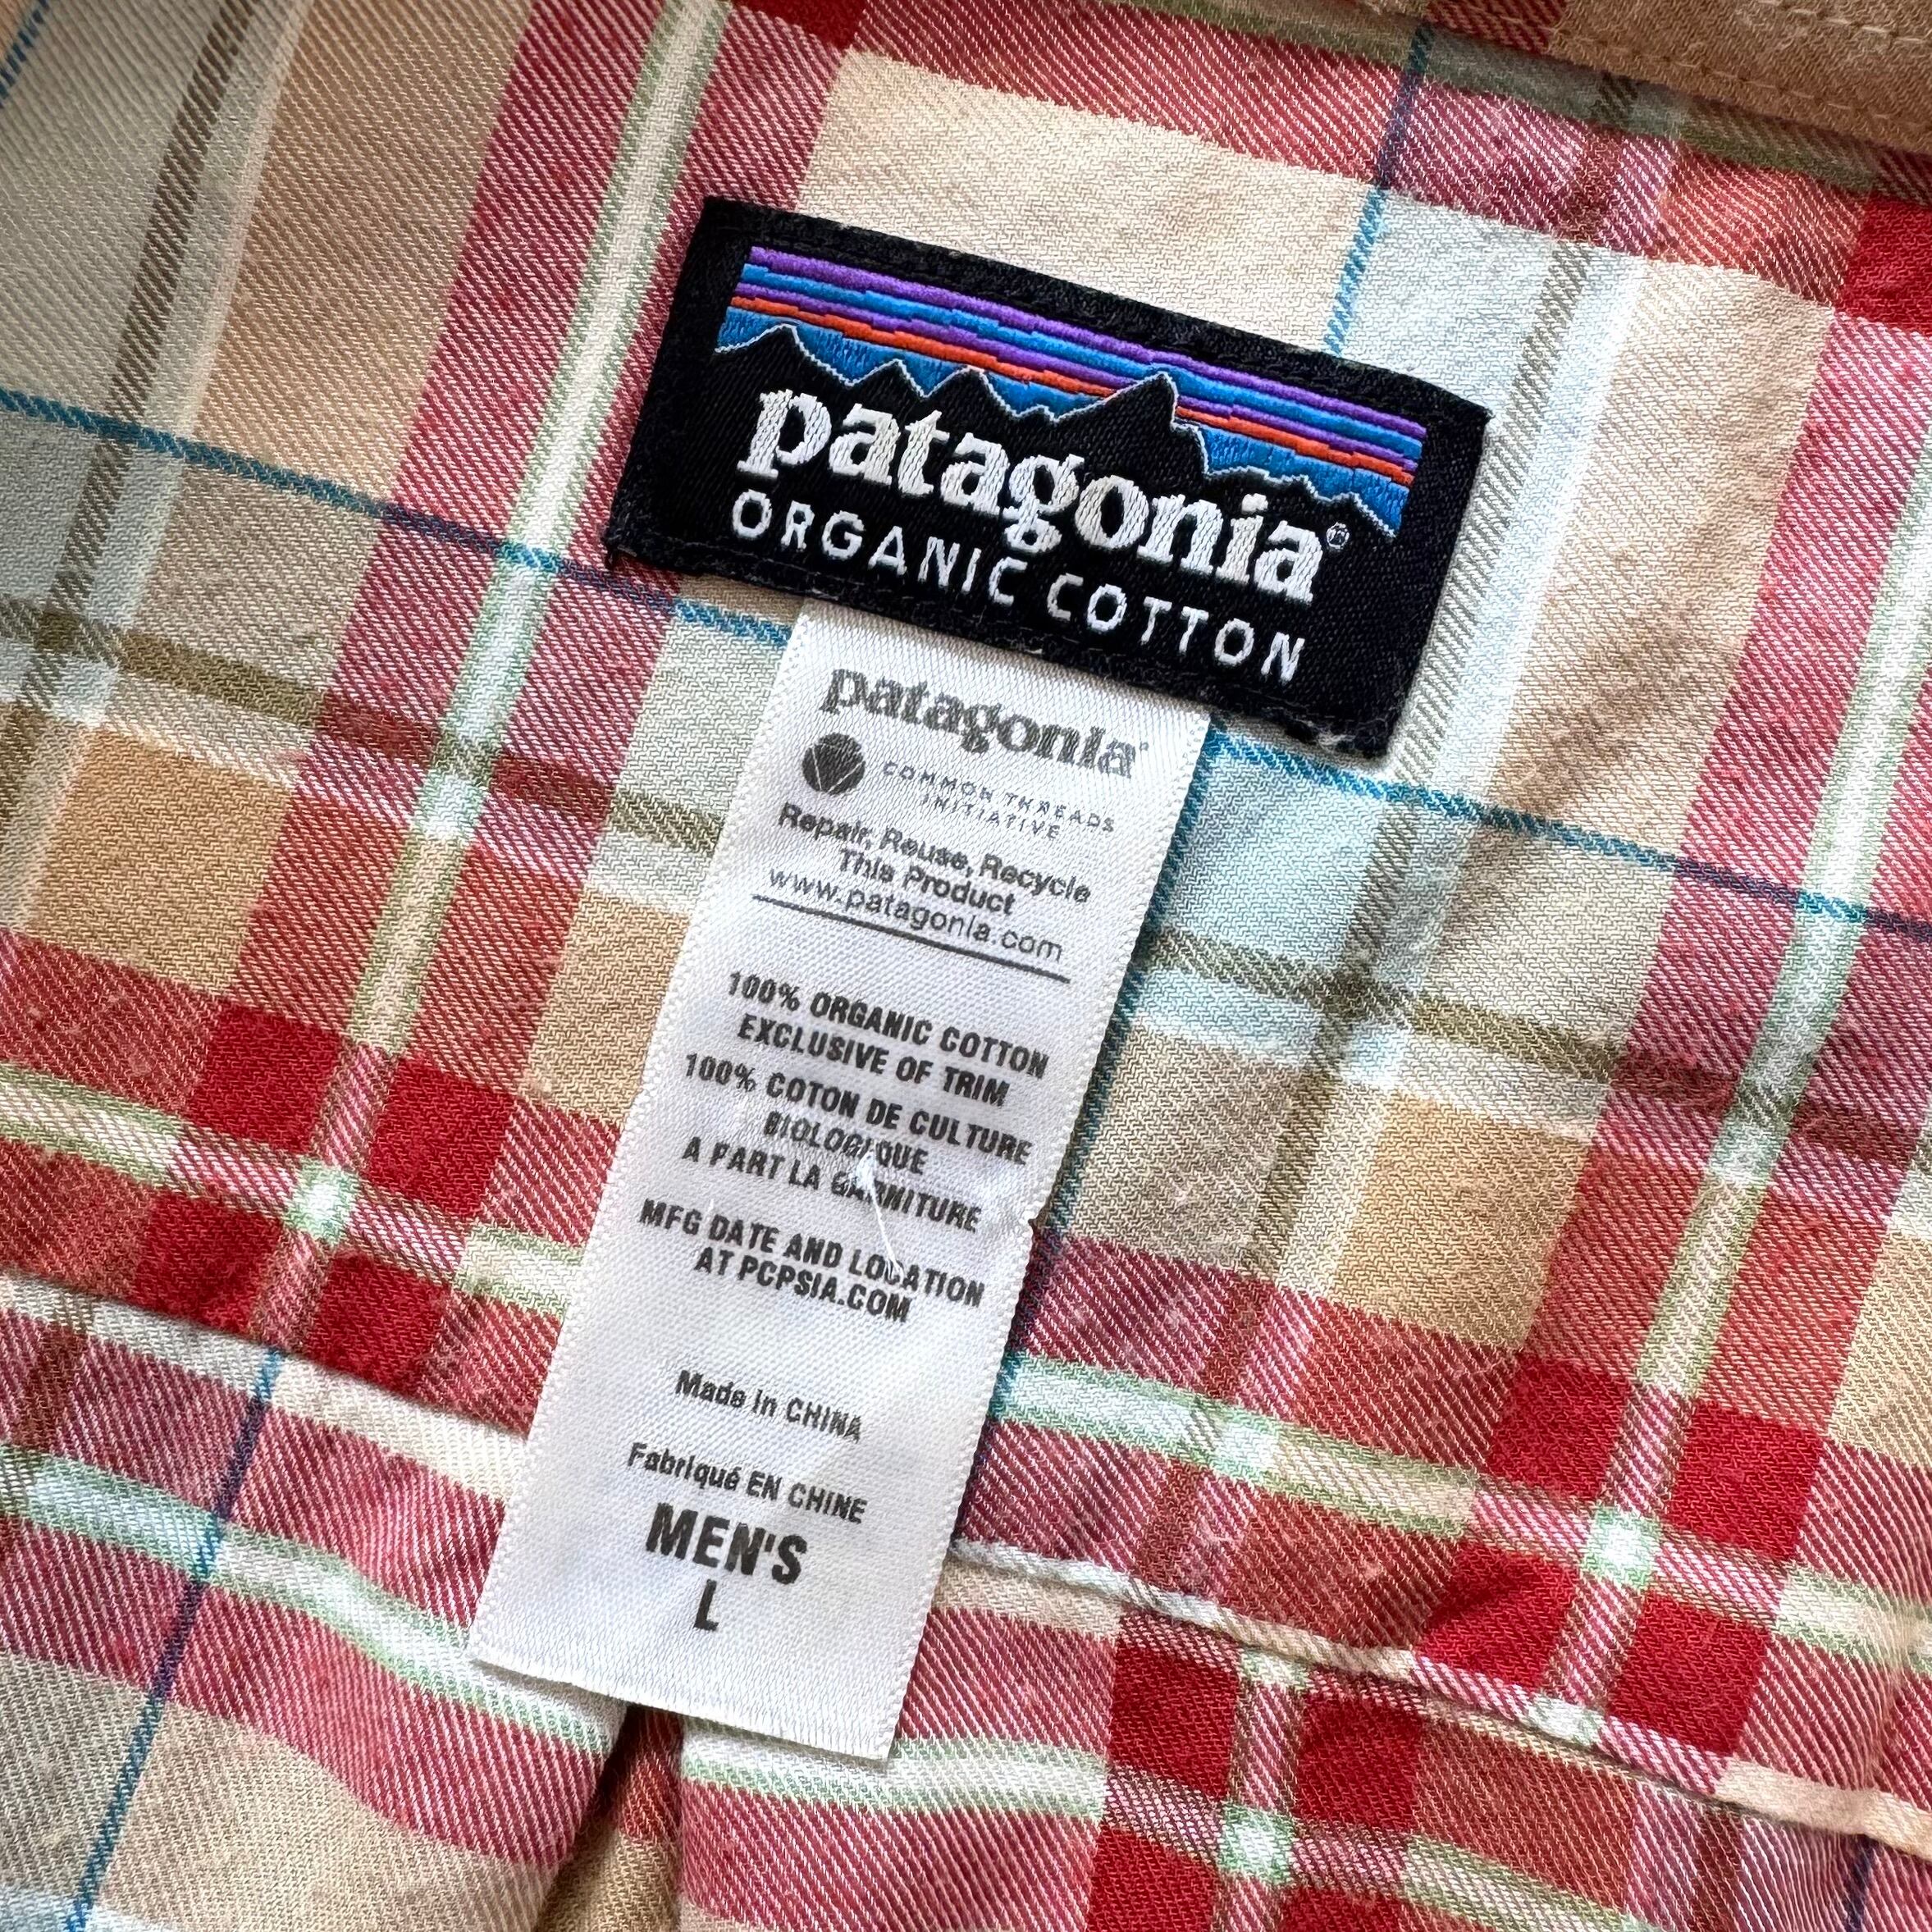 patagonia®
ORGANIC COTTON
patagonia®
COMMON THREADS
INITIATIVE
Repair, Reuse, Recycle
This Product
www.patagonia.com
100% ORGANIC COTTON
EXCLUSIVE OF TRIM
100% COTON DE CULTURE
BIOLOGIQUE
A PART LA GARNITURE
MFG DATE AND LOCATION
AT PCPSIA.COM
Made in CHINA
Fabriqué EN CHINE
MEN'S
L